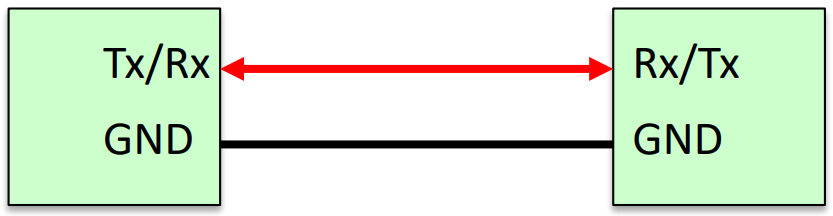 Tx/Rx
GND
Rx/Tx
GND